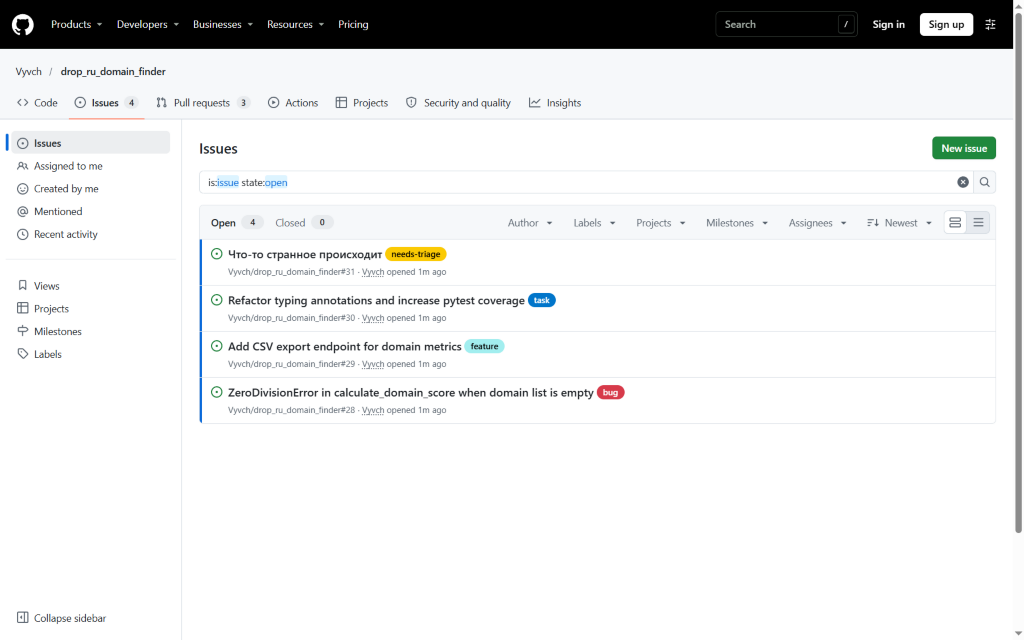 Products Developers Businesses Resources Pricing Search / Sign in Sign up
Vyvch / drop_ru_domain_finder
Code Issues 4 Pull requests 3 Actions Projects Security and quality Insights
Issues
Assigned to me
Created by me
Mentioned
Recent activity
Views
Projects
Milestones
Labels
Collapse sidebar
Issues New issue
is:issue state:open
Open 4 Closed 0 Author Labels Projects Milestones Assignees Newest
Что-то странное происходит needs-triage
Vyvch/drop_ru_domain_finder#31 · Vyvch opened 1m ago
Refactor typing annotations and increase pytest coverage task
Vyvch/drop_ru_domain_finder#30 · Vyvch opened 1m ago
Add CSV export endpoint for domain metrics feature
Vyvch/drop_ru_domain_finder#29 · Vyvch opened 1m ago
ZeroDivisionError in calculate_domain_score when domain list is empty bug
Vyvch/drop_ru_domain_finder#28 · Vyvch opened 1m ago